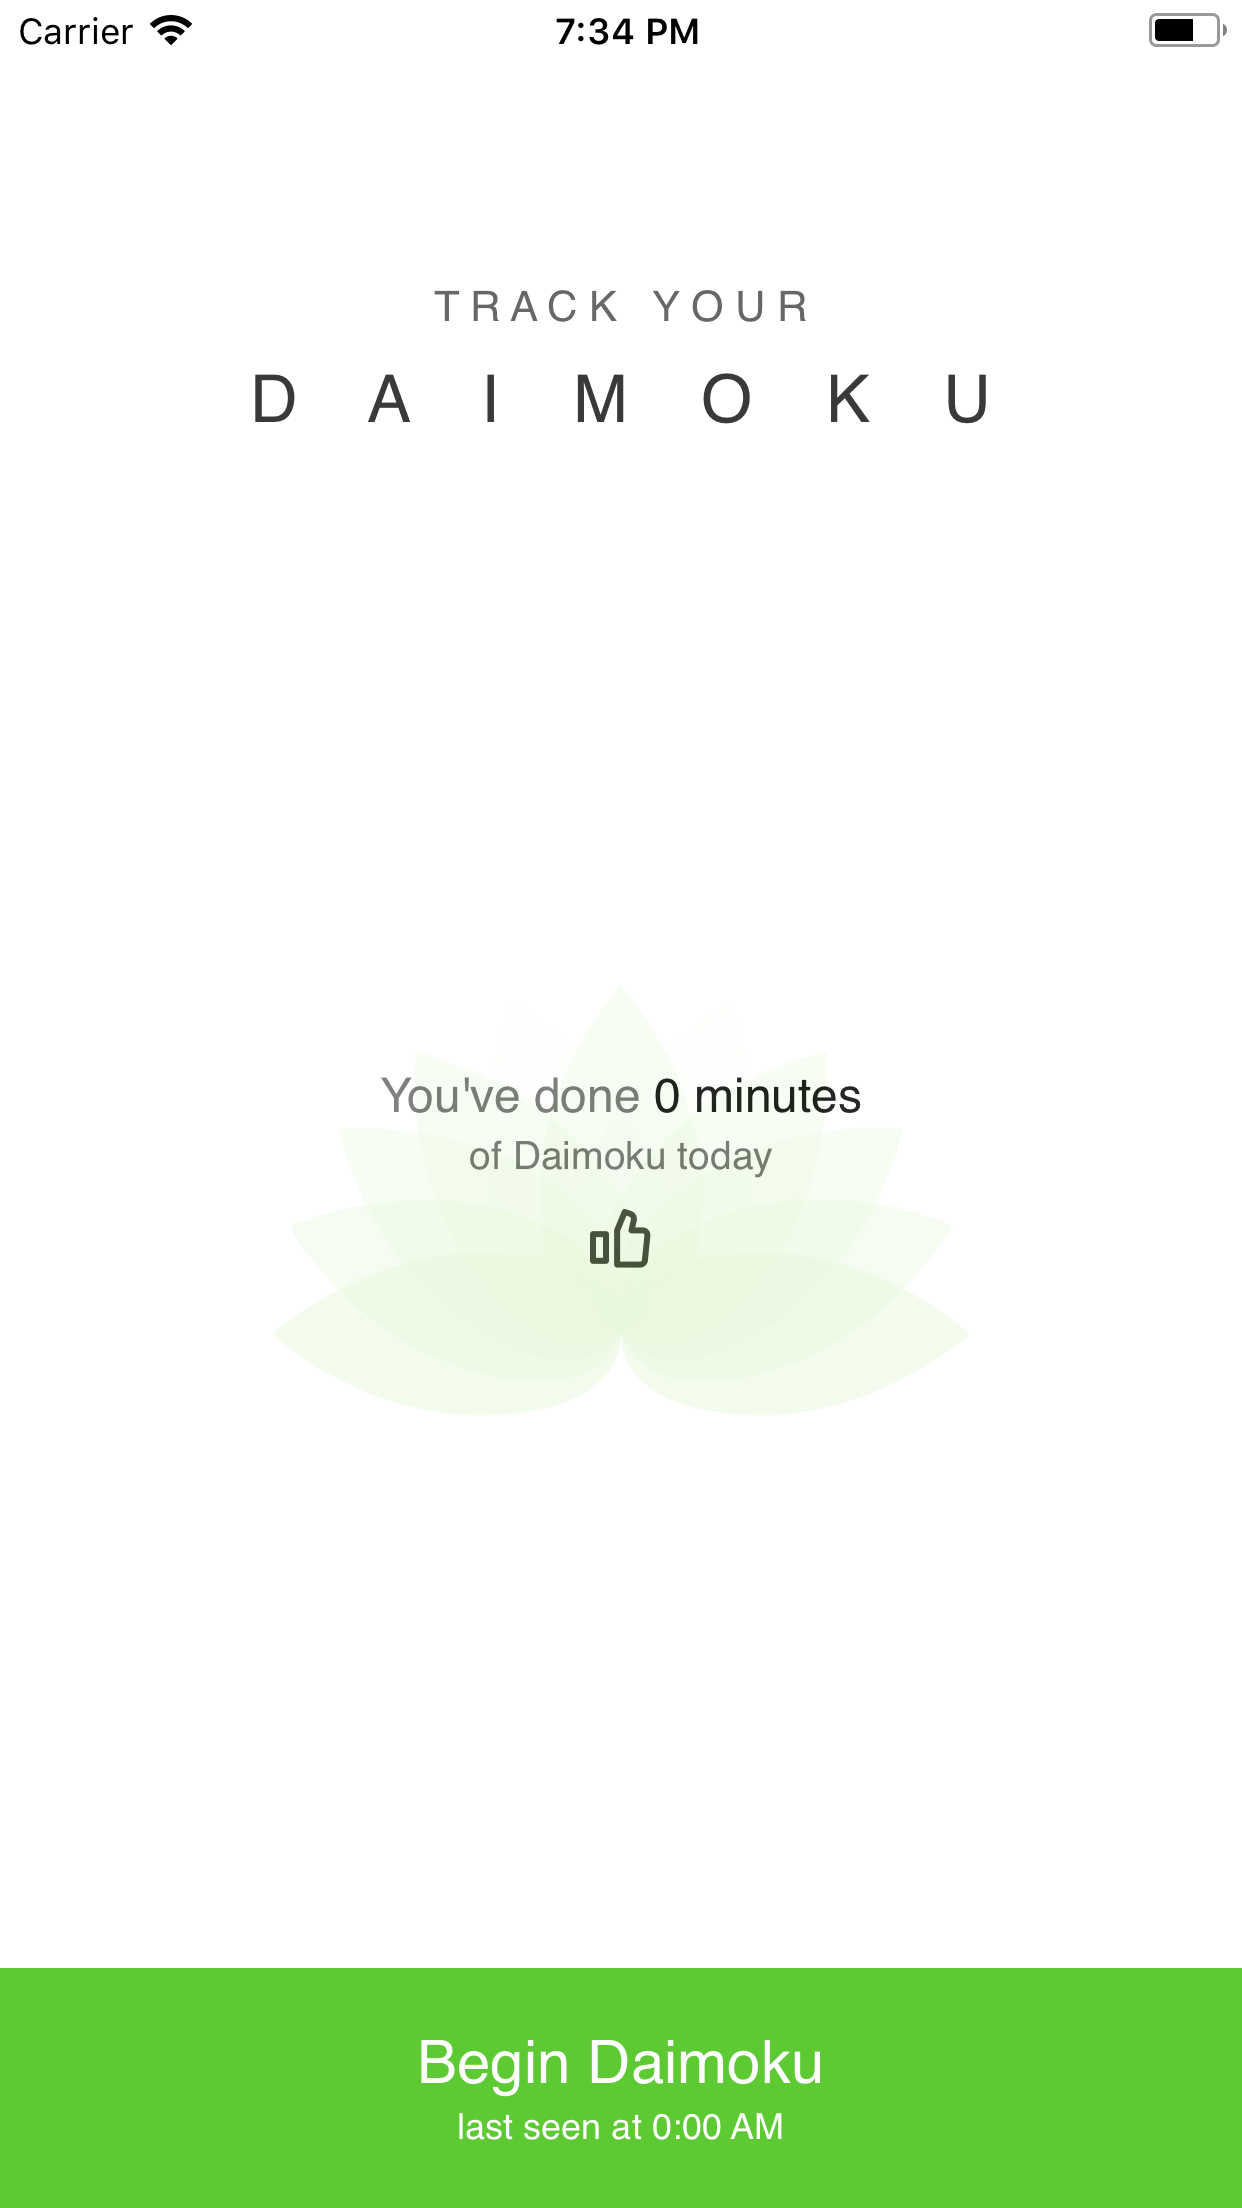 Carrier 7:34 PM
TRACK YOUR
DAIMOKU
You've done 0 minutes
of Daimoku today
Begin Daimoku
last seen at 0:00 AM